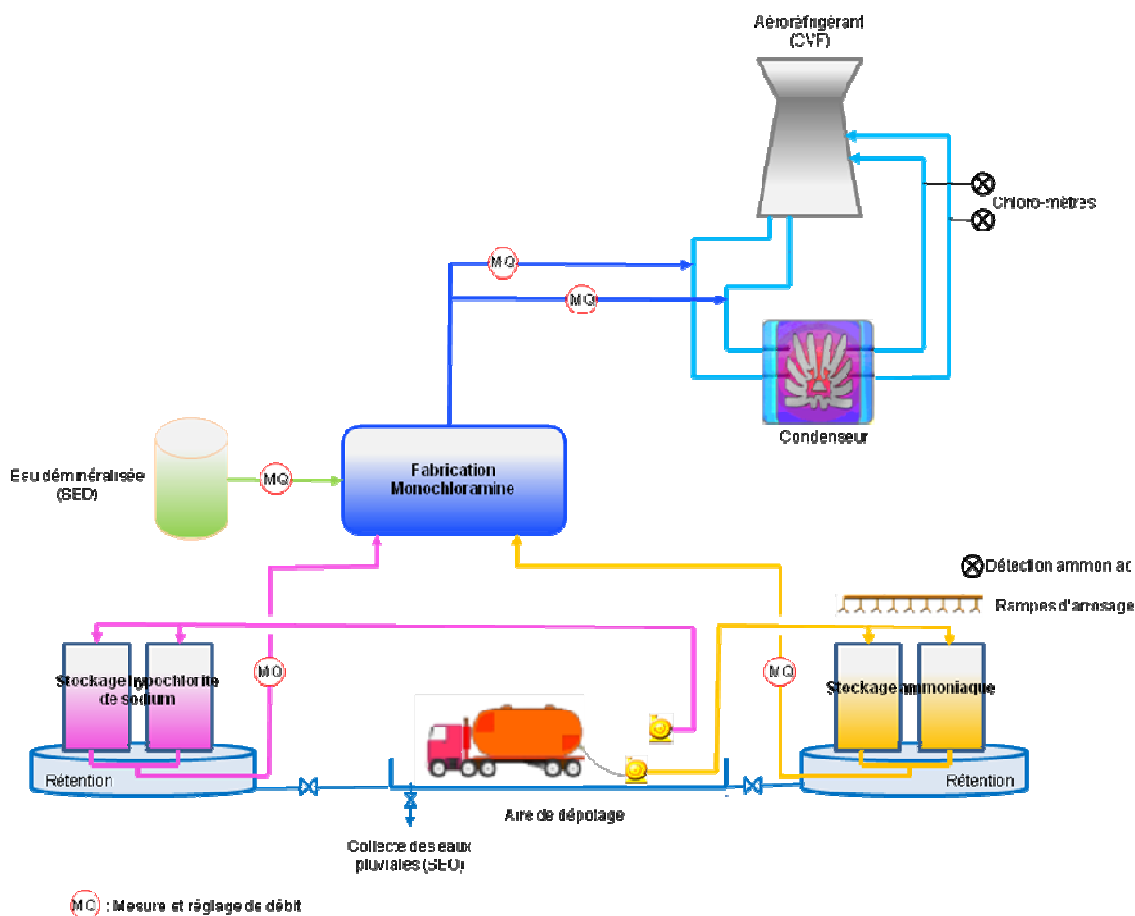 Aéroréfrigérant
(CVF)
Chloro-mètres
MQ
MQ
Condenseur
Eau déminéralisée
(SED)
MQ
Fabrication
Monochloramine
Détection ammoniac
Rampes d'arrosage
MQ
MQ
Stockage hypochlorite
de sodium
Stockage ammoniaque
Rétention
Rétention
Aire de dépotage
Collecte des eaux
pluviales (SEO)
MQ : Mesure et réglage de débit